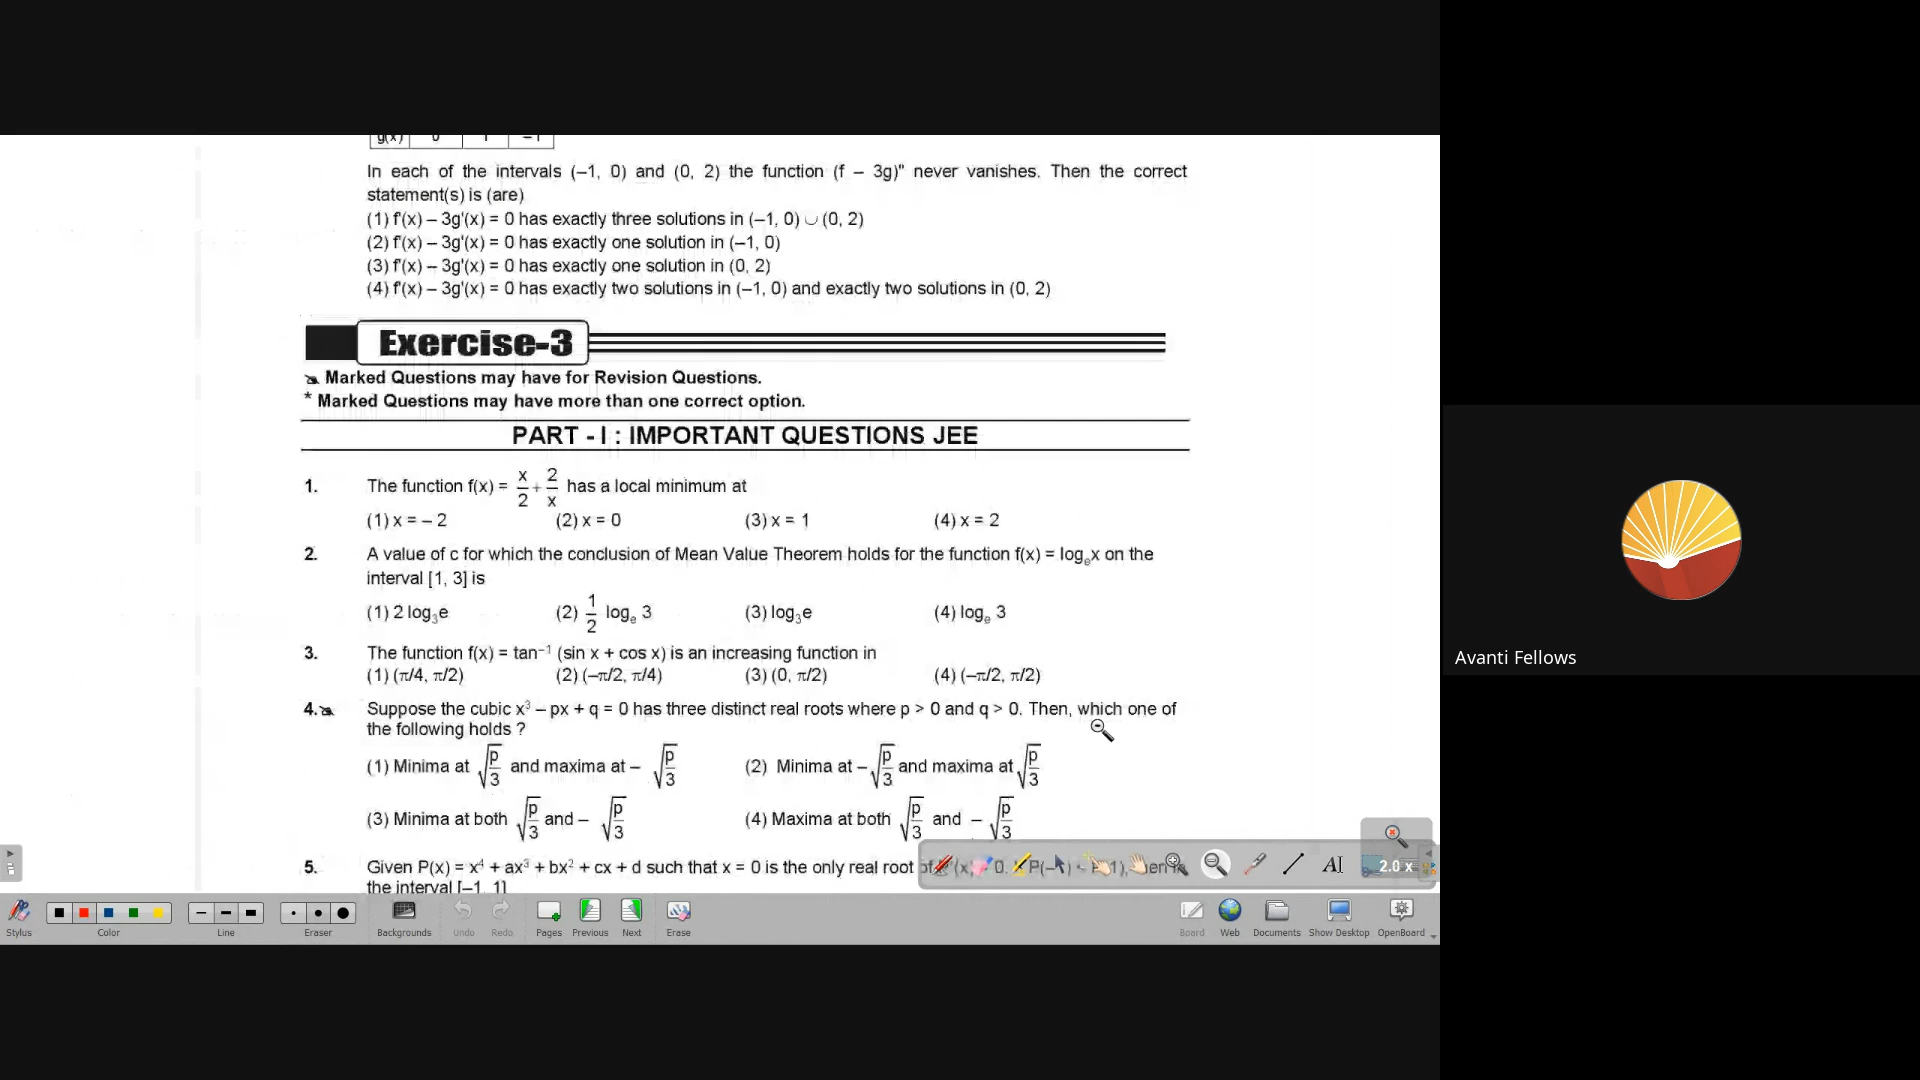 g(x) 0 1 –1
In each of the intervals (–1, 0) and (0, 2) the function (f – 3g)" never vanishes. Then the correct
statement(s) is (are)
(1) f'(x) – 3g'(x) = 0 has exactly three solutions in (–1, 0) ∪ (0, 2)
(2) f'(x) – 3g'(x) = 0 has exactly one solution in (–1, 0)
(3) f'(x) – 3g'(x) = 0 has exactly one solution in (0, 2)
(4) f'(x) – 3g'(x) = 0 has exactly two solutions in (–1, 0) and exactly two solutions in (0, 2)
Exercise-3
Marked Questions may have for Revision Questions.
* Marked Questions may have more than one correct option.
PART - I : IMPORTANT QUESTIONS JEE
1. The function f(x) = x/2 + 2/x has a local minimum at
(1) x = – 2 (2) x = 0 (3) x = 1 (4) x = 2
2. A value of c for which the conclusion of Mean Value Theorem holds for the function f(x) = logₑx on the
interval [1, 3] is
(1) 2 log₃e (2) 1/2 logₑ 3 (3) log₃e (4) logₑ 3
3. The function f(x) = tan⁻¹ (sin x + cos x) is an increasing function in
(1) (π/4, π/2) (2) (–π/2, π/4) (3) (0, π/2) (4) (–π/2, π/2)
4. Suppose the cubic x³ – px + q = 0 has three distinct real roots where p > 0 and q > 0. Then, which one of
the following holds ?
(1) Minima at √(p/3) and maxima at – √(p/3) (2) Minima at –√(p/3) and maxima at √(p/3)
(3) Minima at both √(p/3) and – √(p/3) (4) Maxima at both √(p/3) and – √(p/3)
5. Given P(x) = x⁴ + ax³ + bx² + cx + d such that x = 0 is the only real root
the interval [–1, 1]
2.0 x
Stylus Color Line Eraser Backgrounds Undo Redo Pages Previous Next Erase Board Web Documents Show Desktop OpenBoard
Avanti Fellows